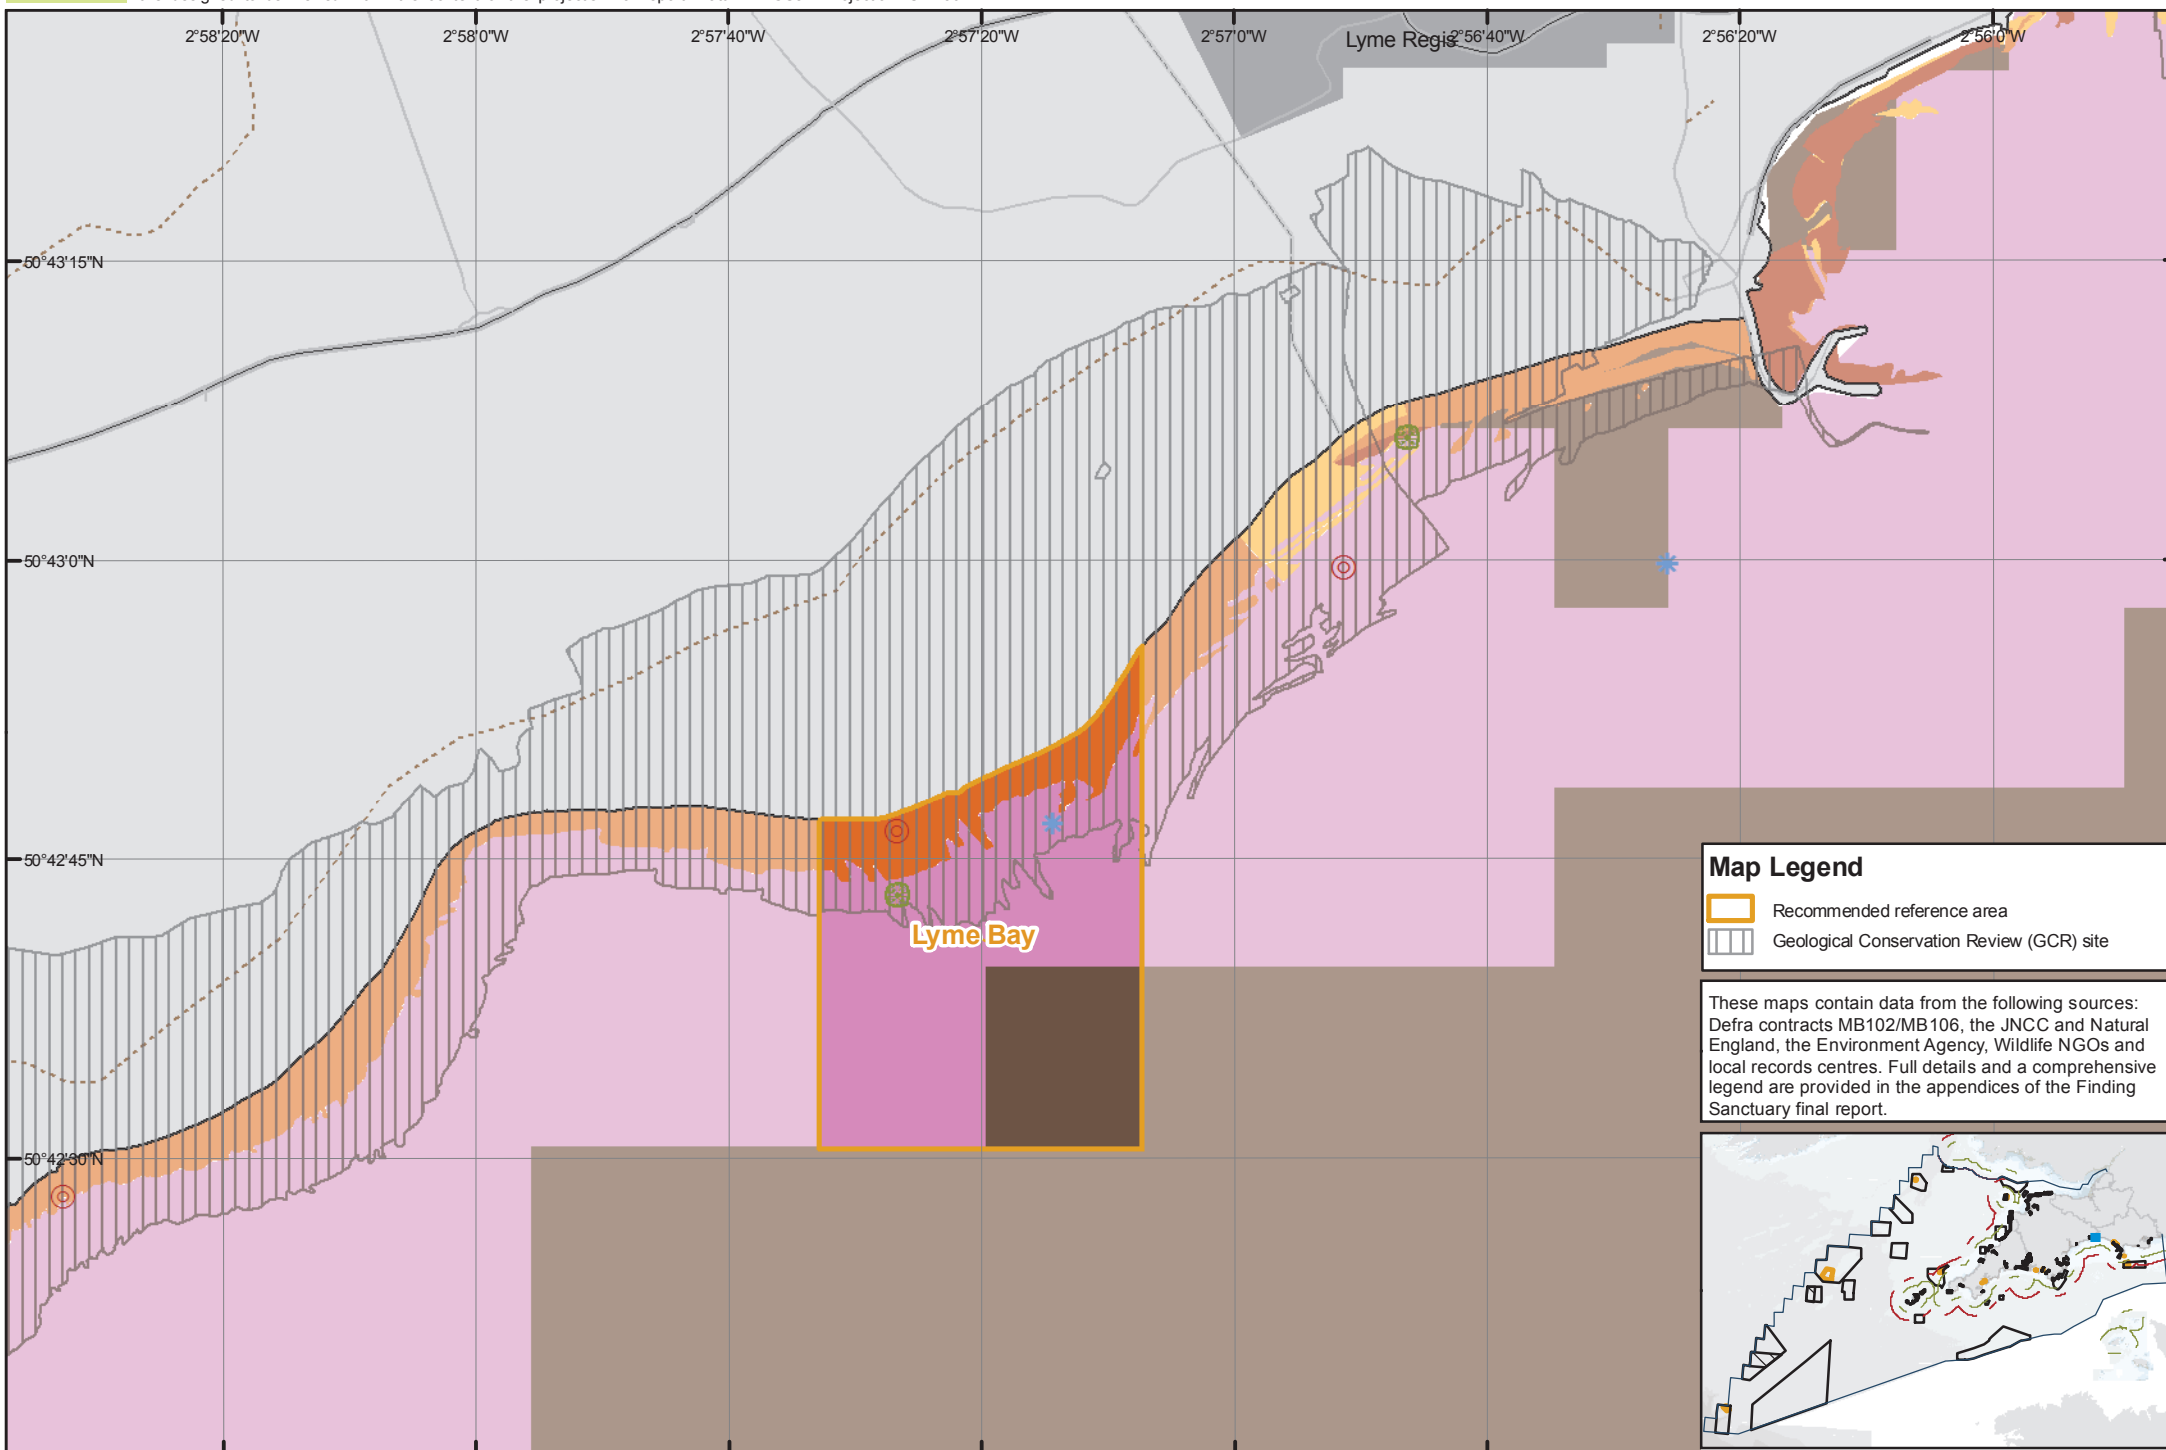 2°58'20"W
2°58'0"W
2°57'40"W
2°57'20"W
2°57'0"W
2°56'40"W
2°56'20"W
2°56'0"W
Lyme Regis
50°43'15"N
50°43'0"N
50°42'45"N
50°42'30"N
Lyme Bay
Map Legend
Recommended reference area
Geological Conservation Review (GCR) site
These maps contain data from the following sources:
Defra contracts MB102/MB106, the JNCC and Natural
England, the Environment Agency, Wildlife NGOs and
local records centres. Full details and a comprehensive
legend are provided in the appendices of the Finding
Sanctuary final report.